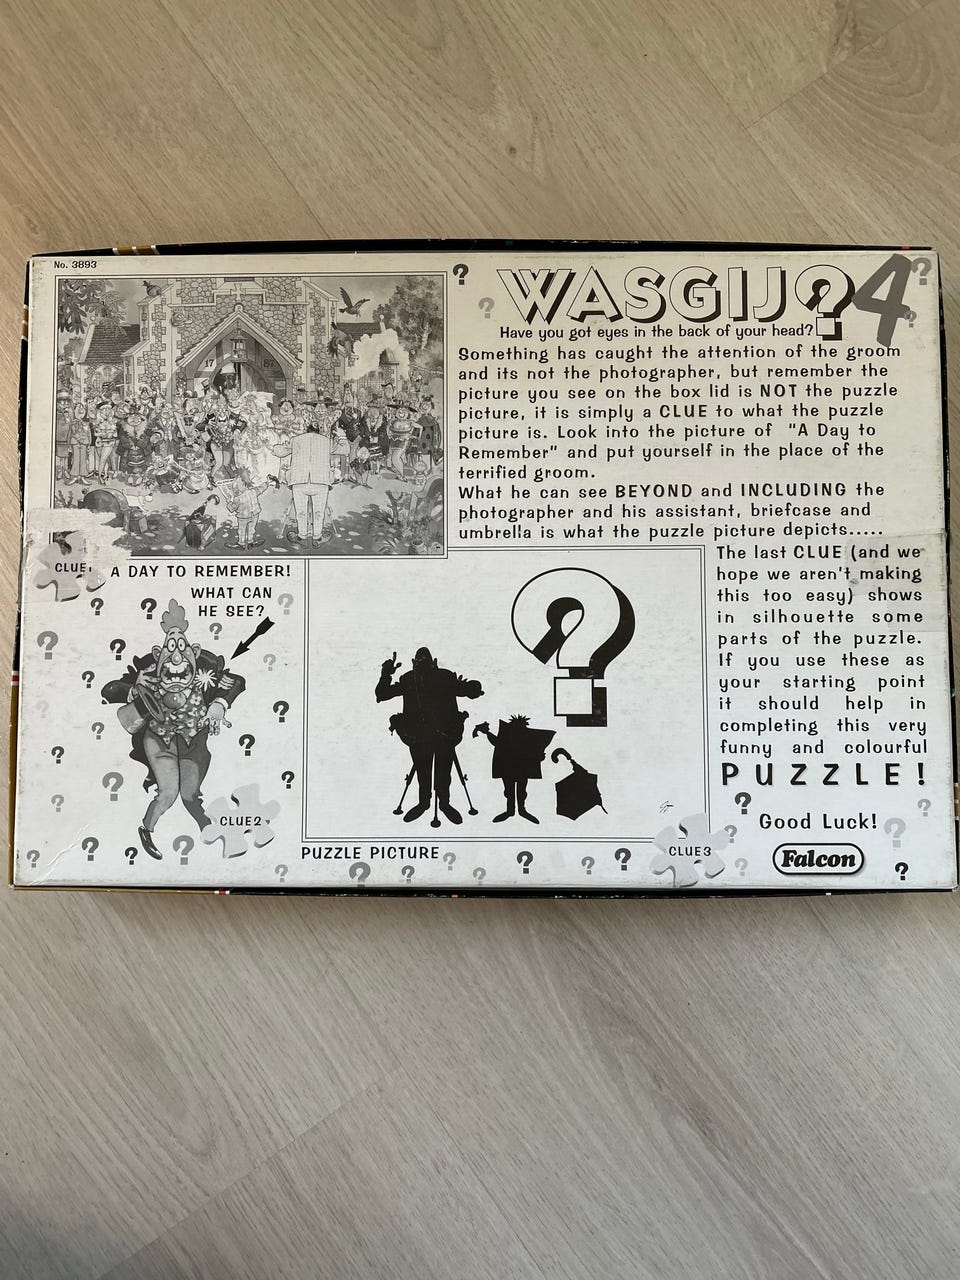 No. 3893
17 87
WASGIJ? 4
Have you got eyes in the back of your head?
Something has caught the attention of the groom
and its not the photographer, but remember the
picture you see on the box lid is NOT the puzzle
picture, it is simply a CLUE to what the puzzle
picture is. Look into the picture of "A Day to
Remember" and put yourself in the place of the
terrified groom.
What he can see BEYOND and INCLUDING the
photographer and his assistant, briefcase and
umbrella is what the puzzle picture depicts.....
CLUE1
A DAY TO REMEMBER!
WHAT CAN
HE SEE?
CLUE2
PUZZLE PICTURE
The last CLUE (and we
hope we aren't making
this too easy) shows
in silhouette some
parts of the puzzle.
If you use these as
your starting point
it should help in
completing this very
funny and colourful
PUZZLE!
Good Luck!
CLUE3
Falcon